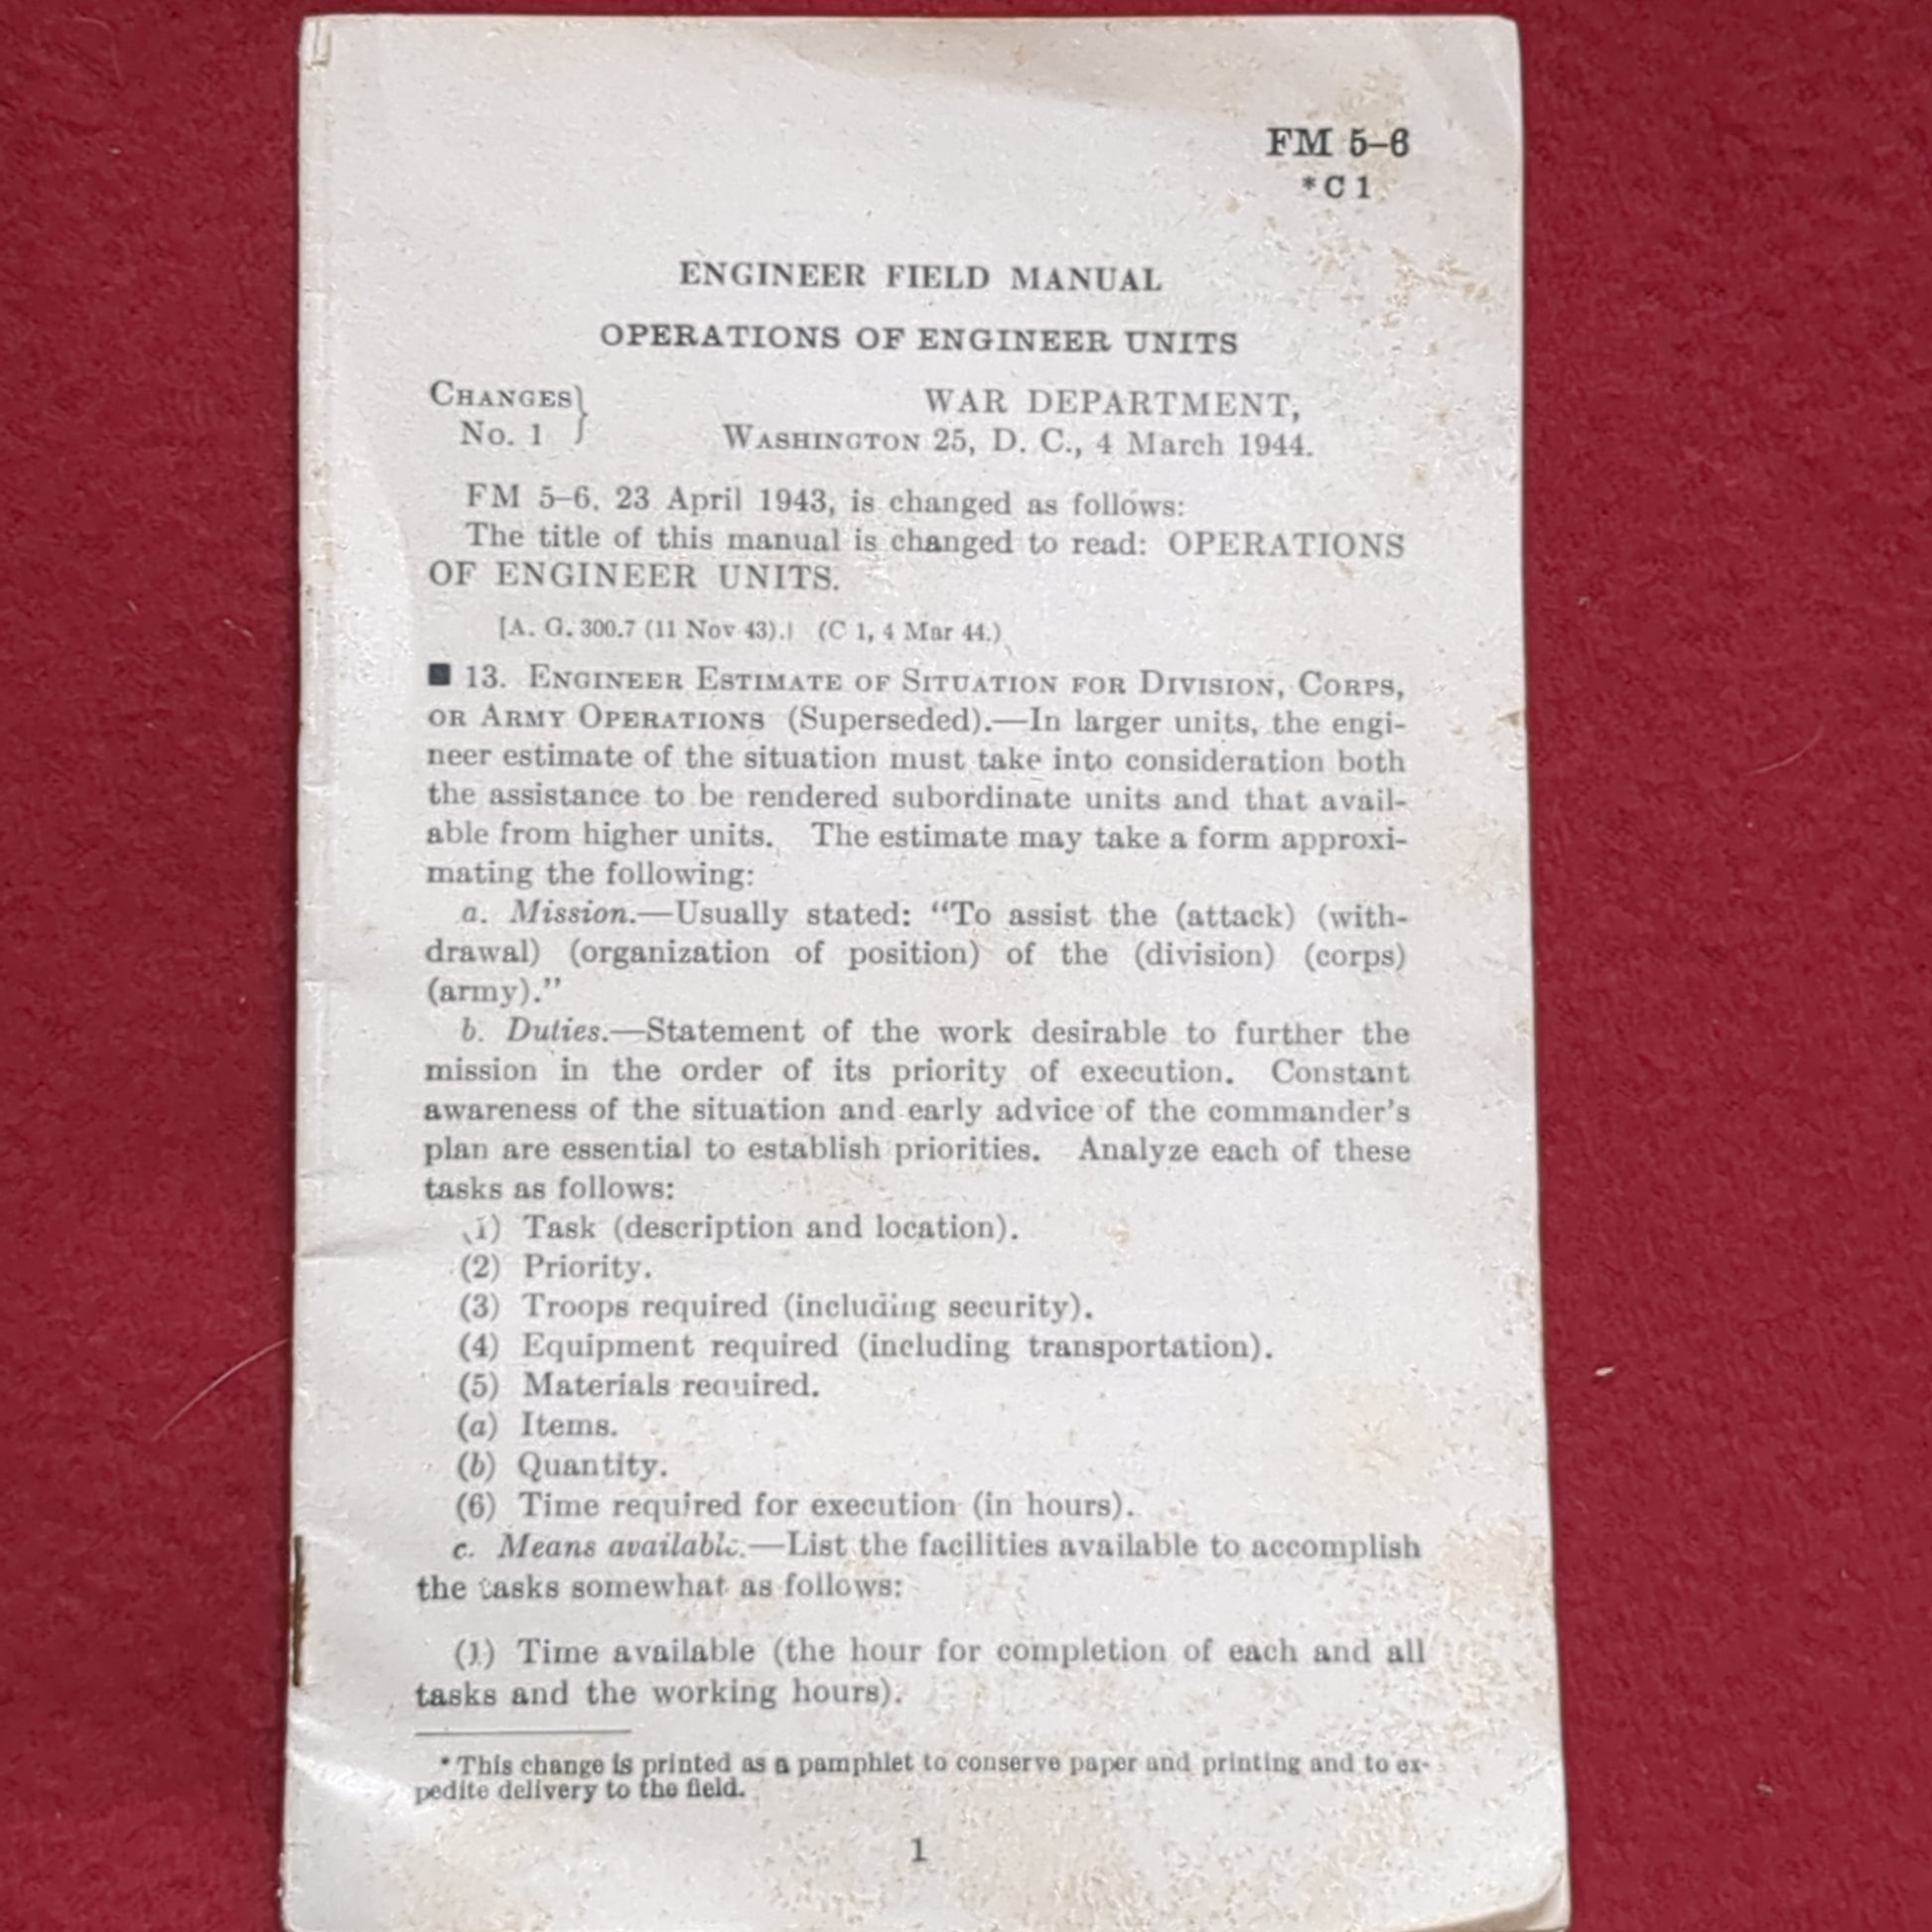 FM 5–6
*C 1
ENGINEER FIELD MANUAL
OPERATIONS OF ENGINEER UNITS
CHANGES
No. 1
WAR DEPARTMENT,
WASHINGTON 25, D. C., 4 March 1944.
FM 5–6, 23 April 1943, is changed as follows:
The title of this manual is changed to read: OPERATIONS
OF ENGINEER UNITS.
[A. G. 300.7 (11 Nov 43).] (C 1, 4 Mar 44.)
■ 13. ENGINEER ESTIMATE OF SITUATION FOR DIVISION, CORPS,
OR ARMY OPERATIONS (Superseded).—In larger units, the engi-
neer estimate of the situation must take into consideration both
the assistance to be rendered subordinate units and that avail-
able from higher units. The estimate may take a form approxi-
mating the following:
a. Mission.—Usually stated: “To assist the (attack) (with-
drawal) (organization of position) of the (division) (corps)
(army).”
b. Duties.—Statement of the work desirable to further the
mission in the order of its priority of execution. Constant
awareness of the situation and early advice of the commander's
plan are essential to establish priorities. Analyze each of these
tasks as follows:
(1) Task (description and location).
(2) Priority.
(3) Troops required (including security).
(4) Equipment required (including transportation).
(5) Materials required.
(a) Items.
(b) Quantity.
(6) Time required for execution (in hours).
c. Means available.—List the facilities available to accomplish
the tasks somewhat as follows:
(1) Time available (the hour for completion of each and all
tasks and the working hours).
*This change is printed as a pamphlet to conserve paper and printing and to ex-
pedite delivery to the field.
1